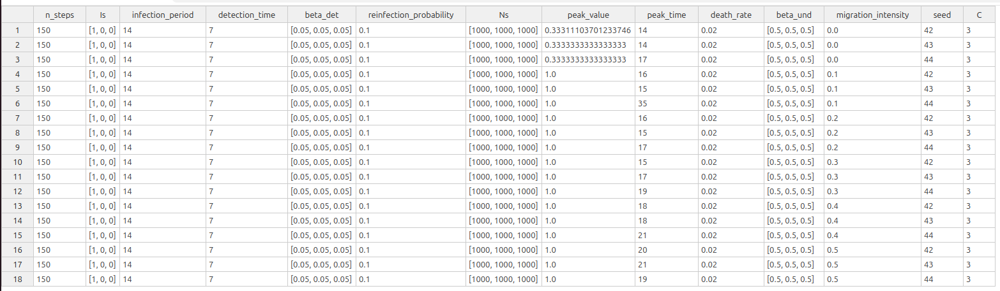 n_steps Is infection_period detection_time beta_det reinfection_probability Ns peak_value peak_time death_rate beta_und migration_intensity seed C
1 150 [1, 0, 0] 14 7 [0.05, 0.05, 0.05] 0.1 [1000, 1000, 1000] 0.33311103701233746 14 0.02 [0.5, 0.5, 0.5] 0.0 42 3
2 150 [1, 0, 0] 14 7 [0.05, 0.05, 0.05] 0.1 [1000, 1000, 1000] 0.3333333333333333 14 0.02 [0.5, 0.5, 0.5] 0.0 43 3
3 150 [1, 0, 0] 14 7 [0.05, 0.05, 0.05] 0.1 [1000, 1000, 1000] 0.3333333333333333 17 0.02 [0.5, 0.5, 0.5] 0.0 44 3
4 150 [1, 0, 0] 14 7 [0.05, 0.05, 0.05] 0.1 [1000, 1000, 1000] 1.0 16 0.02 [0.5, 0.5, 0.5] 0.1 42 3
5 150 [1, 0, 0] 14 7 [0.05, 0.05, 0.05] 0.1 [1000, 1000, 1000] 1.0 15 0.02 [0.5, 0.5, 0.5] 0.1 43 3
6 150 [1, 0, 0] 14 7 [0.05, 0.05, 0.05] 0.1 [1000, 1000, 1000] 1.0 35 0.02 [0.5, 0.5, 0.5] 0.1 44 3
7 150 [1, 0, 0] 14 7 [0.05, 0.05, 0.05] 0.1 [1000, 1000, 1000] 1.0 16 0.02 [0.5, 0.5, 0.5] 0.2 42 3
8 150 [1, 0, 0] 14 7 [0.05, 0.05, 0.05] 0.1 [1000, 1000, 1000] 1.0 15 0.02 [0.5, 0.5, 0.5] 0.2 43 3
9 150 [1, 0, 0] 14 7 [0.05, 0.05, 0.05] 0.1 [1000, 1000, 1000] 1.0 17 0.02 [0.5, 0.5, 0.5] 0.2 44 3
10 150 [1, 0, 0] 14 7 [0.05, 0.05, 0.05] 0.1 [1000, 1000, 1000] 1.0 15 0.02 [0.5, 0.5, 0.5] 0.3 42 3
11 150 [1, 0, 0] 14 7 [0.05, 0.05, 0.05] 0.1 [1000, 1000, 1000] 1.0 17 0.02 [0.5, 0.5, 0.5] 0.3 43 3
12 150 [1, 0, 0] 14 7 [0.05, 0.05, 0.05] 0.1 [1000, 1000, 1000] 1.0 19 0.02 [0.5, 0.5, 0.5] 0.3 44 3
13 150 [1, 0, 0] 14 7 [0.05, 0.05, 0.05] 0.1 [1000, 1000, 1000] 1.0 18 0.02 [0.5, 0.5, 0.5] 0.4 42 3
14 150 [1, 0, 0] 14 7 [0.05, 0.05, 0.05] 0.1 [1000, 1000, 1000] 1.0 18 0.02 [0.5, 0.5, 0.5] 0.4 43 3
15 150 [1, 0, 0] 14 7 [0.05, 0.05, 0.05] 0.1 [1000, 1000, 1000] 1.0 21 0.02 [0.5, 0.5, 0.5] 0.4 44 3
16 150 [1, 0, 0] 14 7 [0.05, 0.05, 0.05] 0.1 [1000, 1000, 1000] 1.0 20 0.02 [0.5, 0.5, 0.5] 0.5 42 3
17 150 [1, 0, 0] 14 7 [0.05, 0.05, 0.05] 0.1 [1000, 1000, 1000] 1.0 21 0.02 [0.5, 0.5, 0.5] 0.5 43 3
18 150 [1, 0, 0] 14 7 [0.05, 0.05, 0.05] 0.1 [1000, 1000, 1000] 1.0 19 0.02 [0.5, 0.5, 0.5] 0.5 44 3